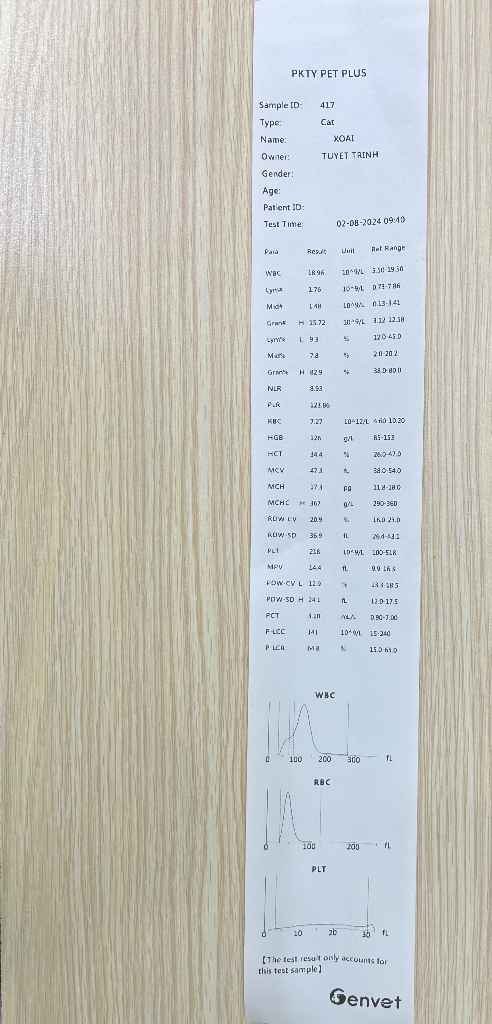 PKTY PET PLUS
Sample ID: 417
Type: Cat
Name: XOAI
Owner: TUYET TRINH
Gender:
Age:
Patient ID:
Test Time: 02-08-2024 09:40
Para Result Unit Ref. Range
WBC 18.96 10^9/L 5.50-19.50
Lym# 1.76 10^9/L 0.73-7.86
Mid# 1.48 10^9/L 0.13-3.41
Gran# H 15.72 10^9/L 3.12-12.58
Lym% L 9.3 % 12.0-45.0
Mid% 7.8 % 2.0-20.2
Gran% H 82.9 % 38.0-80.0
NLR 8.93
PLR 123.86
RBC 7.27 10^12/L 4.60-10.20
HGB 126 g/L 85-153
HCT 34.4 % 26.0-47.0
MCV 47.3 fL 38.0-54.0
MCH 17.3 pg 11.8-18.0
MCHC H 367 g/L 290-360
RDW-CV 20.9 % 16.0-23.0
RDW-SD 36.9 fL 26.4-43.1
PLT 218 10^9/L 100-518
MPV 14.4 fL 9.9-16.3
PDW-CV L 12.9 % 13.3-18.5
PDW-SD H 24.1 fL 12.0-17.5
PCT 3.10 mL/L 0.90-7.00
P-LCC 141 10^9/L 15-240
P-LCR 64.8 % 15.0-65.0
WBC
0 100 200 300 fL
RBC
0 100 200 fL
PLT
0 10 20 30 fL
【The test result only accounts for
this test sample】
Genvet